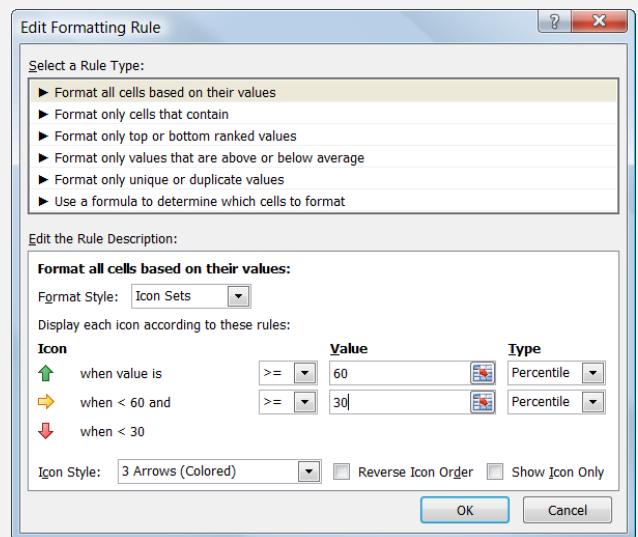 Edit Formatting Rule
?
Select a Rule Type:
► Format all cells based on their values
► Format only cells that contain
► Format only top or bottom ranked values
► Format only values that are above or below average
► Format only unique or duplicate values
► Use a formula to determine which cells to format
Edit the Rule Description:
Format all cells based on their values:
Format Style: Icon Sets
Display each icon according to these rules:
Icon Value Type
when value is >= 60 Percentile
when < 60 and >= 30 Percentile
when < 30
Icon Style: 3 Arrows (Colored) Reverse Icon Order Show Icon Only
OK Cancel